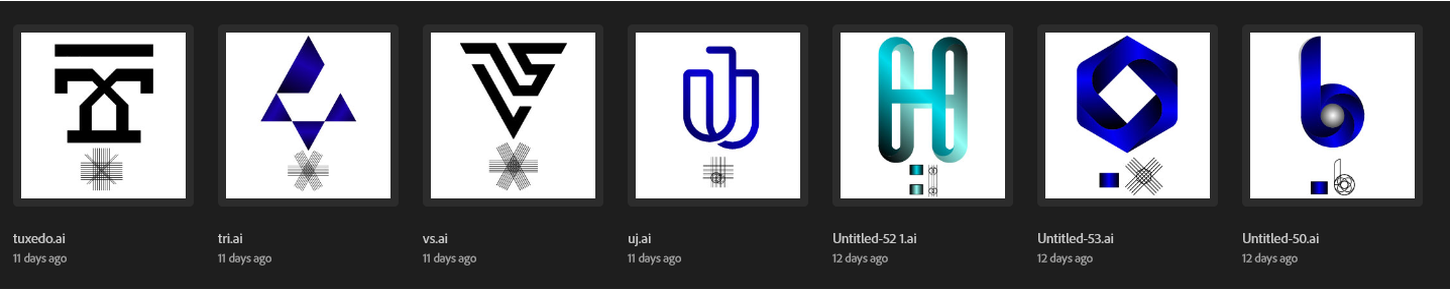 tuxedo.ai
11 days ago
tri.ai
11 days ago
vs.ai
11 days ago
uj.ai
11 days ago
Untitled-52 1.ai
12 days ago
Untitled-53.ai
12 days ago
Untitled-50.ai
12 days ago